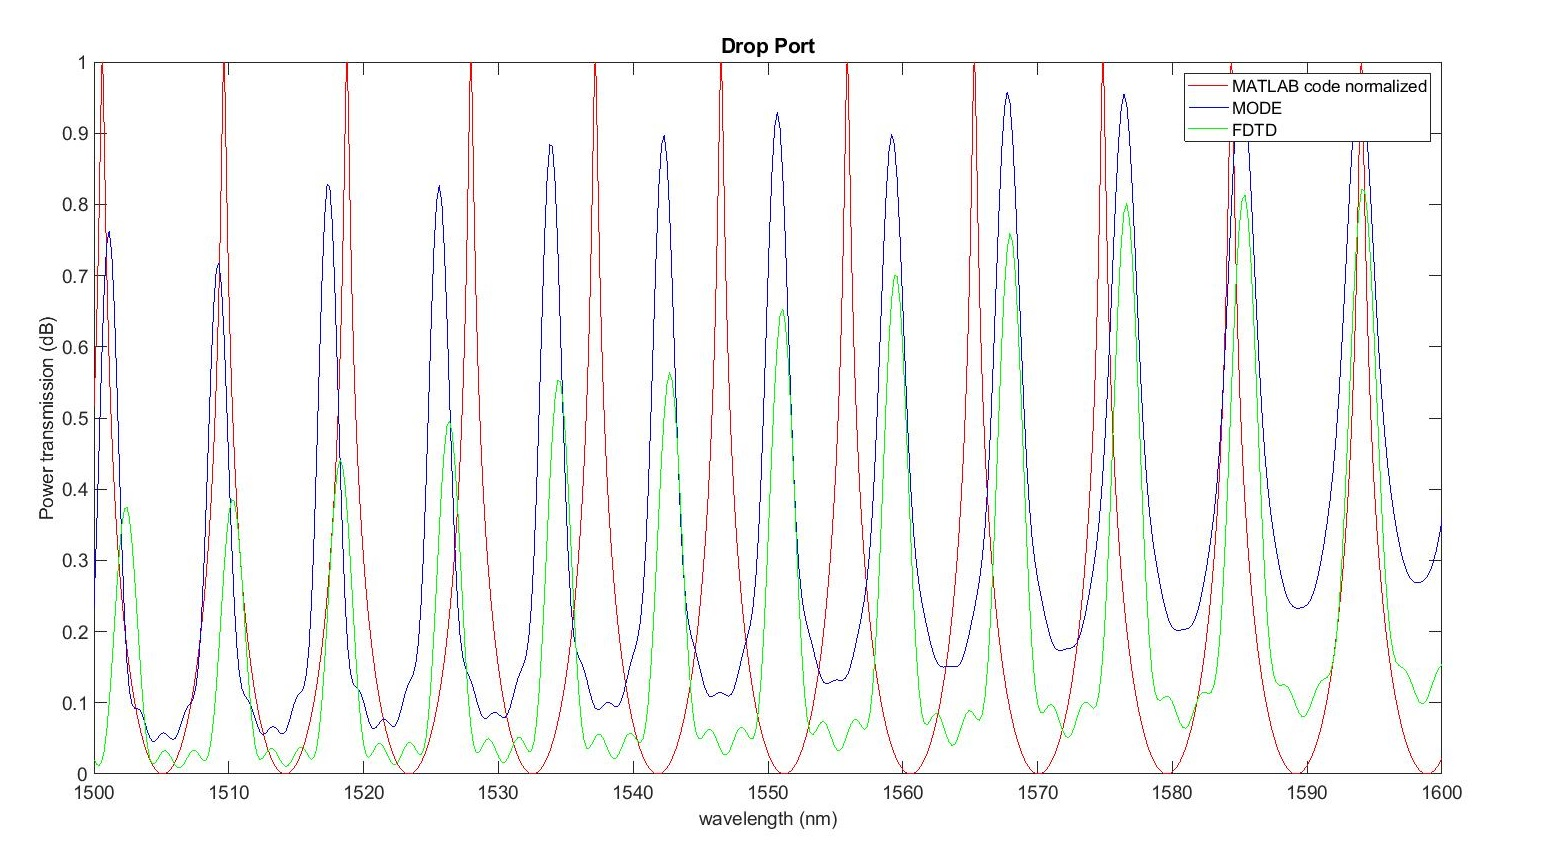 Drop Port
MATLAB code normalized
MODE
FDTD
Power transmission (dB)
1
0.9
0.8
0.7
0.6
0.5
0.4
0.3
0.2
0.1
0
1500 1510 1520 1530 1540 1550 1560 1570 1580 1590 1600
wavelength (nm)